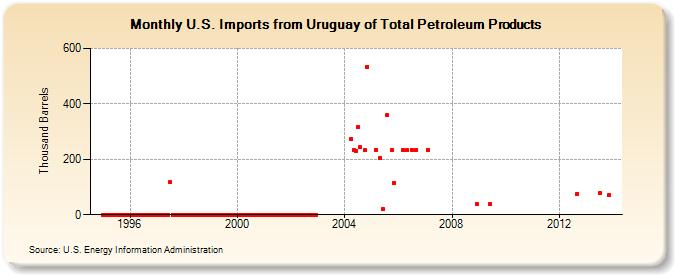 Monthly U.S. Imports from Uruguay of Total Petroleum Products
Thousand Barrels
600
400
200
0
1996 2000 2004 2008 2012
Source: U.S. Energy Information Administration